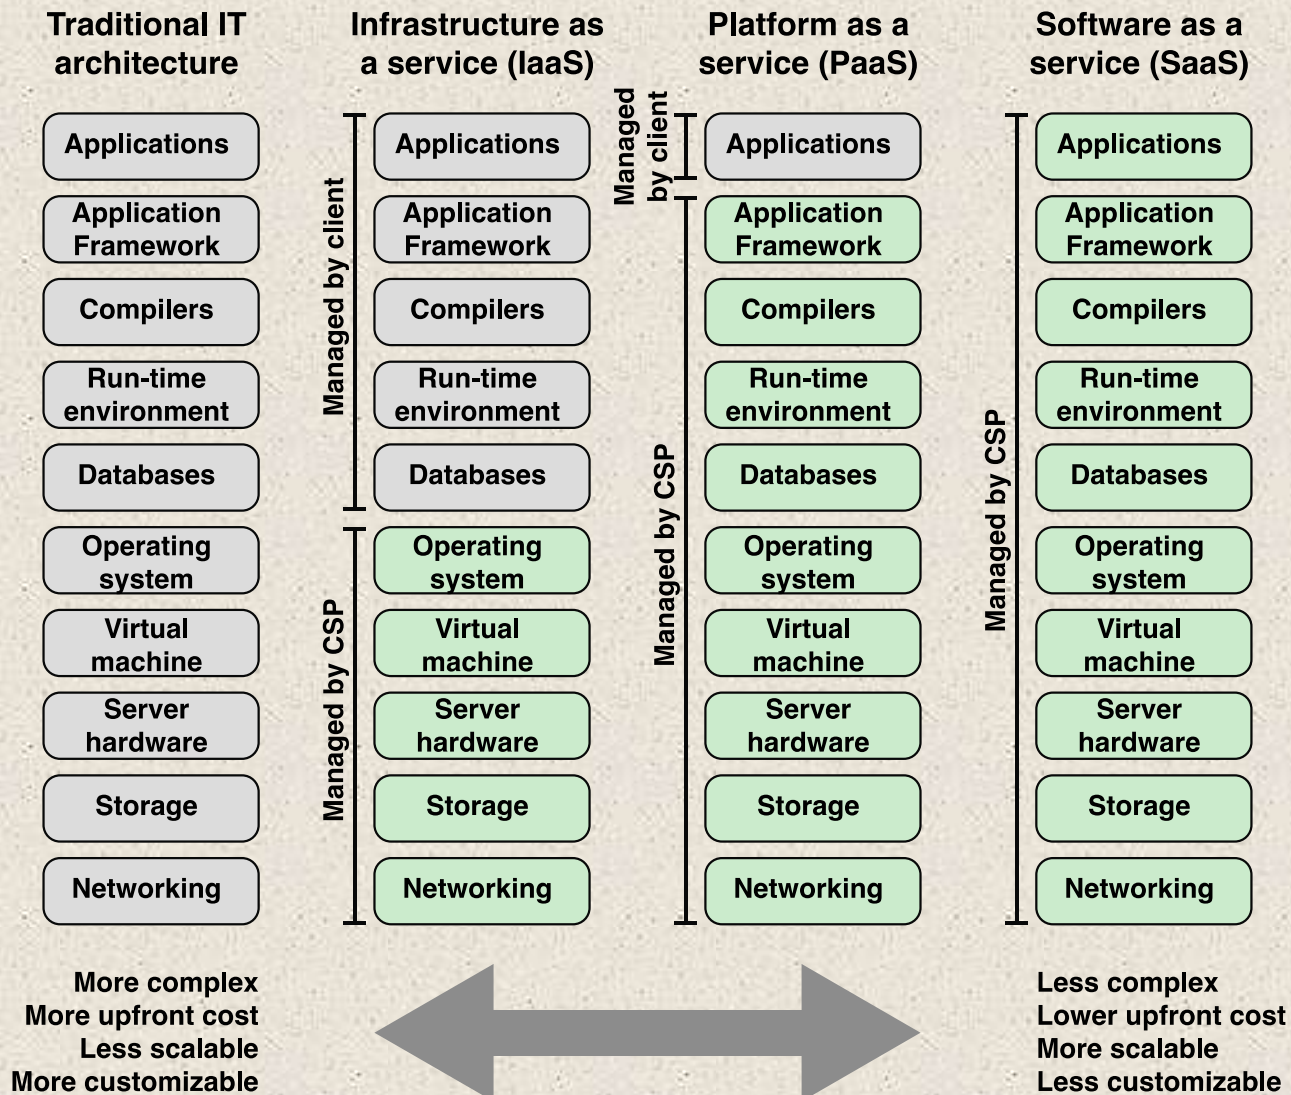 Traditional IT
architecture
Applications
Application
Framework
Compilers
Run-time
environment
Databases
Operating
system
Virtual
machine
Server
hardware
Storage
Networking
Infrastructure as
a service (IaaS)
Managed by client
Managed by CSP
Applications
Application
Framework
Compilers
Run-time
environment
Databases
Operating
system
Virtual
machine
Server
hardware
Storage
Networking
Platform as a
service (PaaS)
Managed
by client
Managed by CSP
Applications
Application
Framework
Compilers
Run-time
environment
Databases
Operating
system
Virtual
machine
Server
hardware
Storage
Networking
Software as a
service (SaaS)
Managed by CSP
Applications
Application
Framework
Compilers
Run-time
environment
Databases
Operating
system
Virtual
machine
Server
hardware
Storage
Networking
More complex
More upfront cost
Less scalable
More customizable
Less complex
Lower upfront cost
More scalable
Less customizable